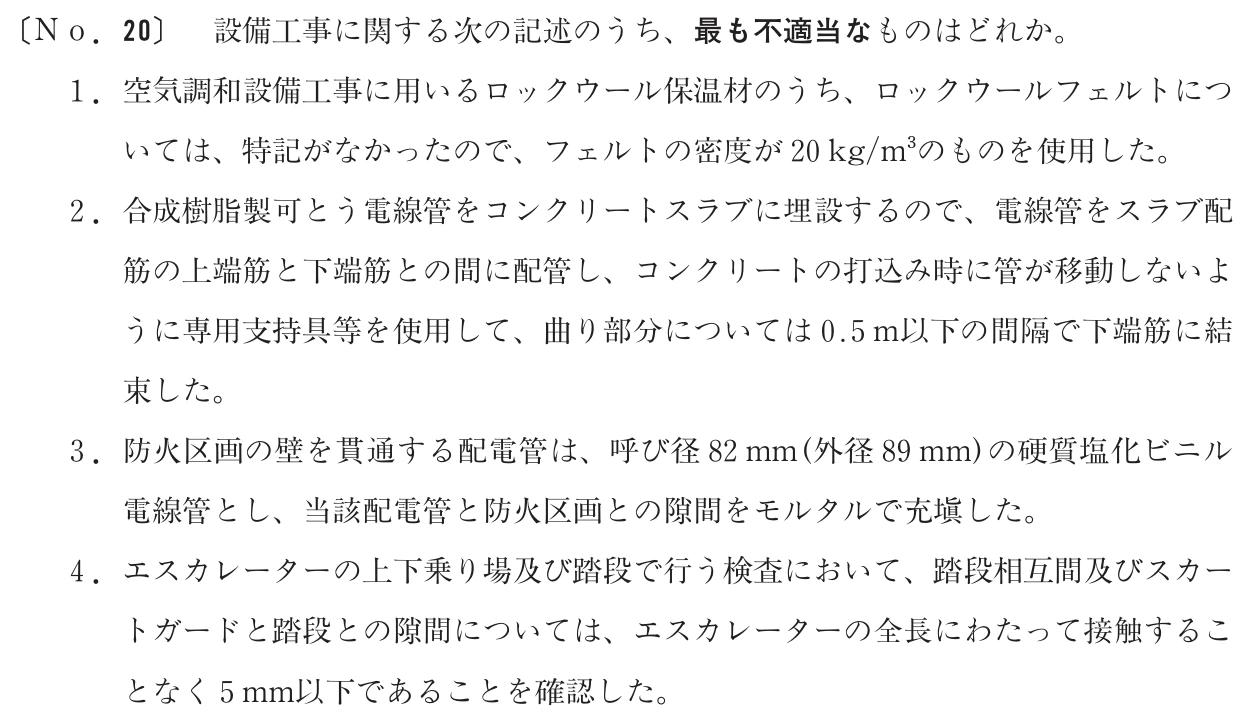 〔No. 20〕　設備工事に関する次の記述のうち、最も不適当なものはどれか。
1. 空気調和設備工事に用いるロックウール保温材のうち、ロックウールフェルトにつ
いては、特記がなかったので、フェルトの密度が 20 kg/m³のものを使用した。
2. 合成樹脂製可とう電線管をコンクリートスラブに埋設するので、電線管をスラブ配
筋の上端筋と下端筋との間に配管し、コンクリートの打込み時に管が移動しないよ
うに専用支持具等を使用して、曲り部分については 0.5 m以下の間隔で下端筋に結
束した。
3. 防火区画の壁を貫通する配電管は、呼び径 82 mm(外径 89 mm)の硬質塩化ビニル
電線管とし、当該配電管と防火区画との隙間をモルタルで充塡した。
4. エスカレーターの上下乗り場及び踏段で行う検査において、踏段相互間及びスカー
トガードと踏段との隙間については、エスカレーターの全長にわたって接触するこ
となく 5 mm以下であることを確認した。